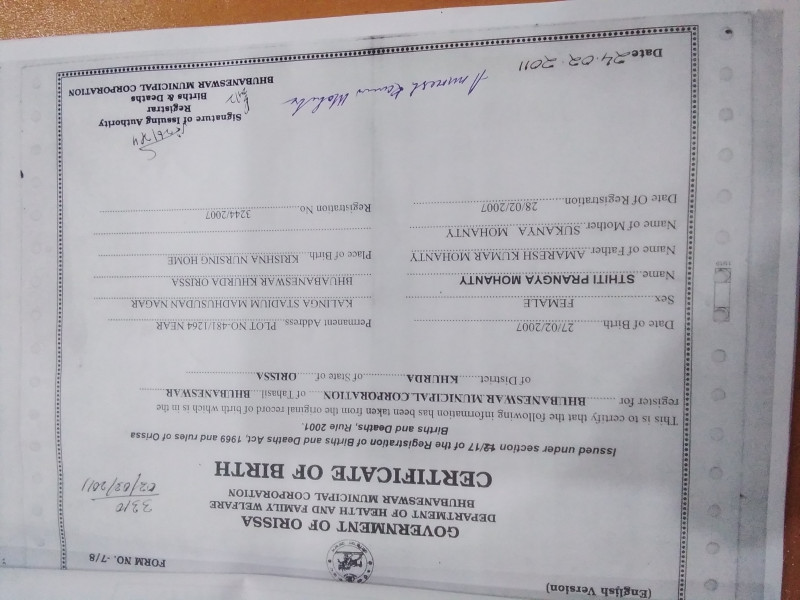 (English Version)
FORM NO. -7/8
GOVERNMENT OF ORISSA
DEPARTMENT OF HEALTH AND FAMILY WELFARE
BHUBANESWAR MUNICIPAL CORPORATION
3310
02/02/2011
CERTIFICATE OF BIRTH
Issued under section 12/17 of the Registration of Births and Deaths Act, 1969 and rules of Orissa
Births and Deaths, Rule 2001.
This is to certify that the following information has been taken from the original record of birth which is in the
register for BHUBANESWAR MUNICIPAL CORPORATION of Tahasil. BHUBANESWAR
of District. KHURDA of State of ORISSA
Date of Birth 27/02/2007
Sex FEMALE
Name STHITI PRANGYA MOHANTY
Name of Father AMARESH KUMAR MOHANTY
Name of Mother SUKANYA MOHANTY
Date Of Registration 28/02/2007
Permanent Address PLOT NO-481/1264 NEAR
KALINGA STADIUM MADHUSUDAN NAGAR
BHUABANESWAR KHURDA ORISSA
Place of Birth. KRISHNA NURSING HOME
Registration No. 3244/2007
Signature of Issuing Authority
Registrar
Births & Deaths
BHUBANESWAR MUNICIPAL CORPORATION
Date 24.02.2011